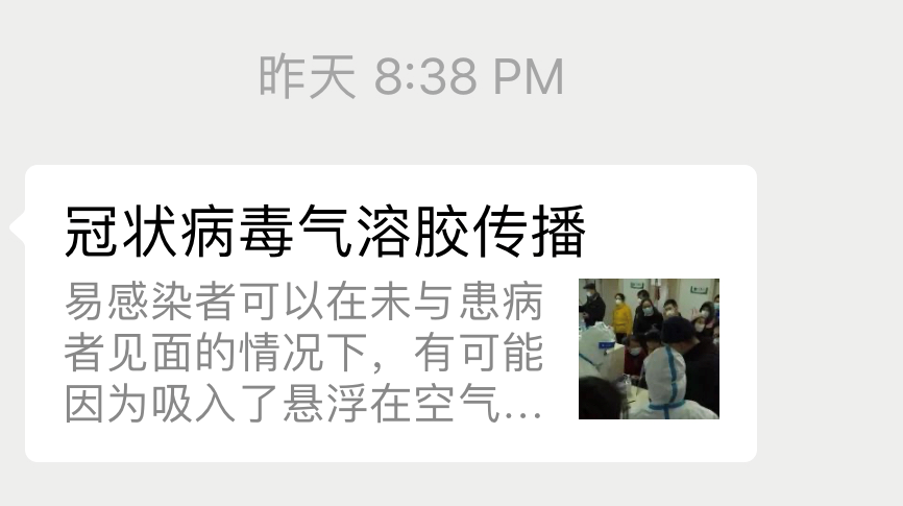 昨天 8:38 PM
冠状病毒气溶胶传播
易感染者可以在未与患病
者见面的情况下，有可能
因为吸入了悬浮在空气...